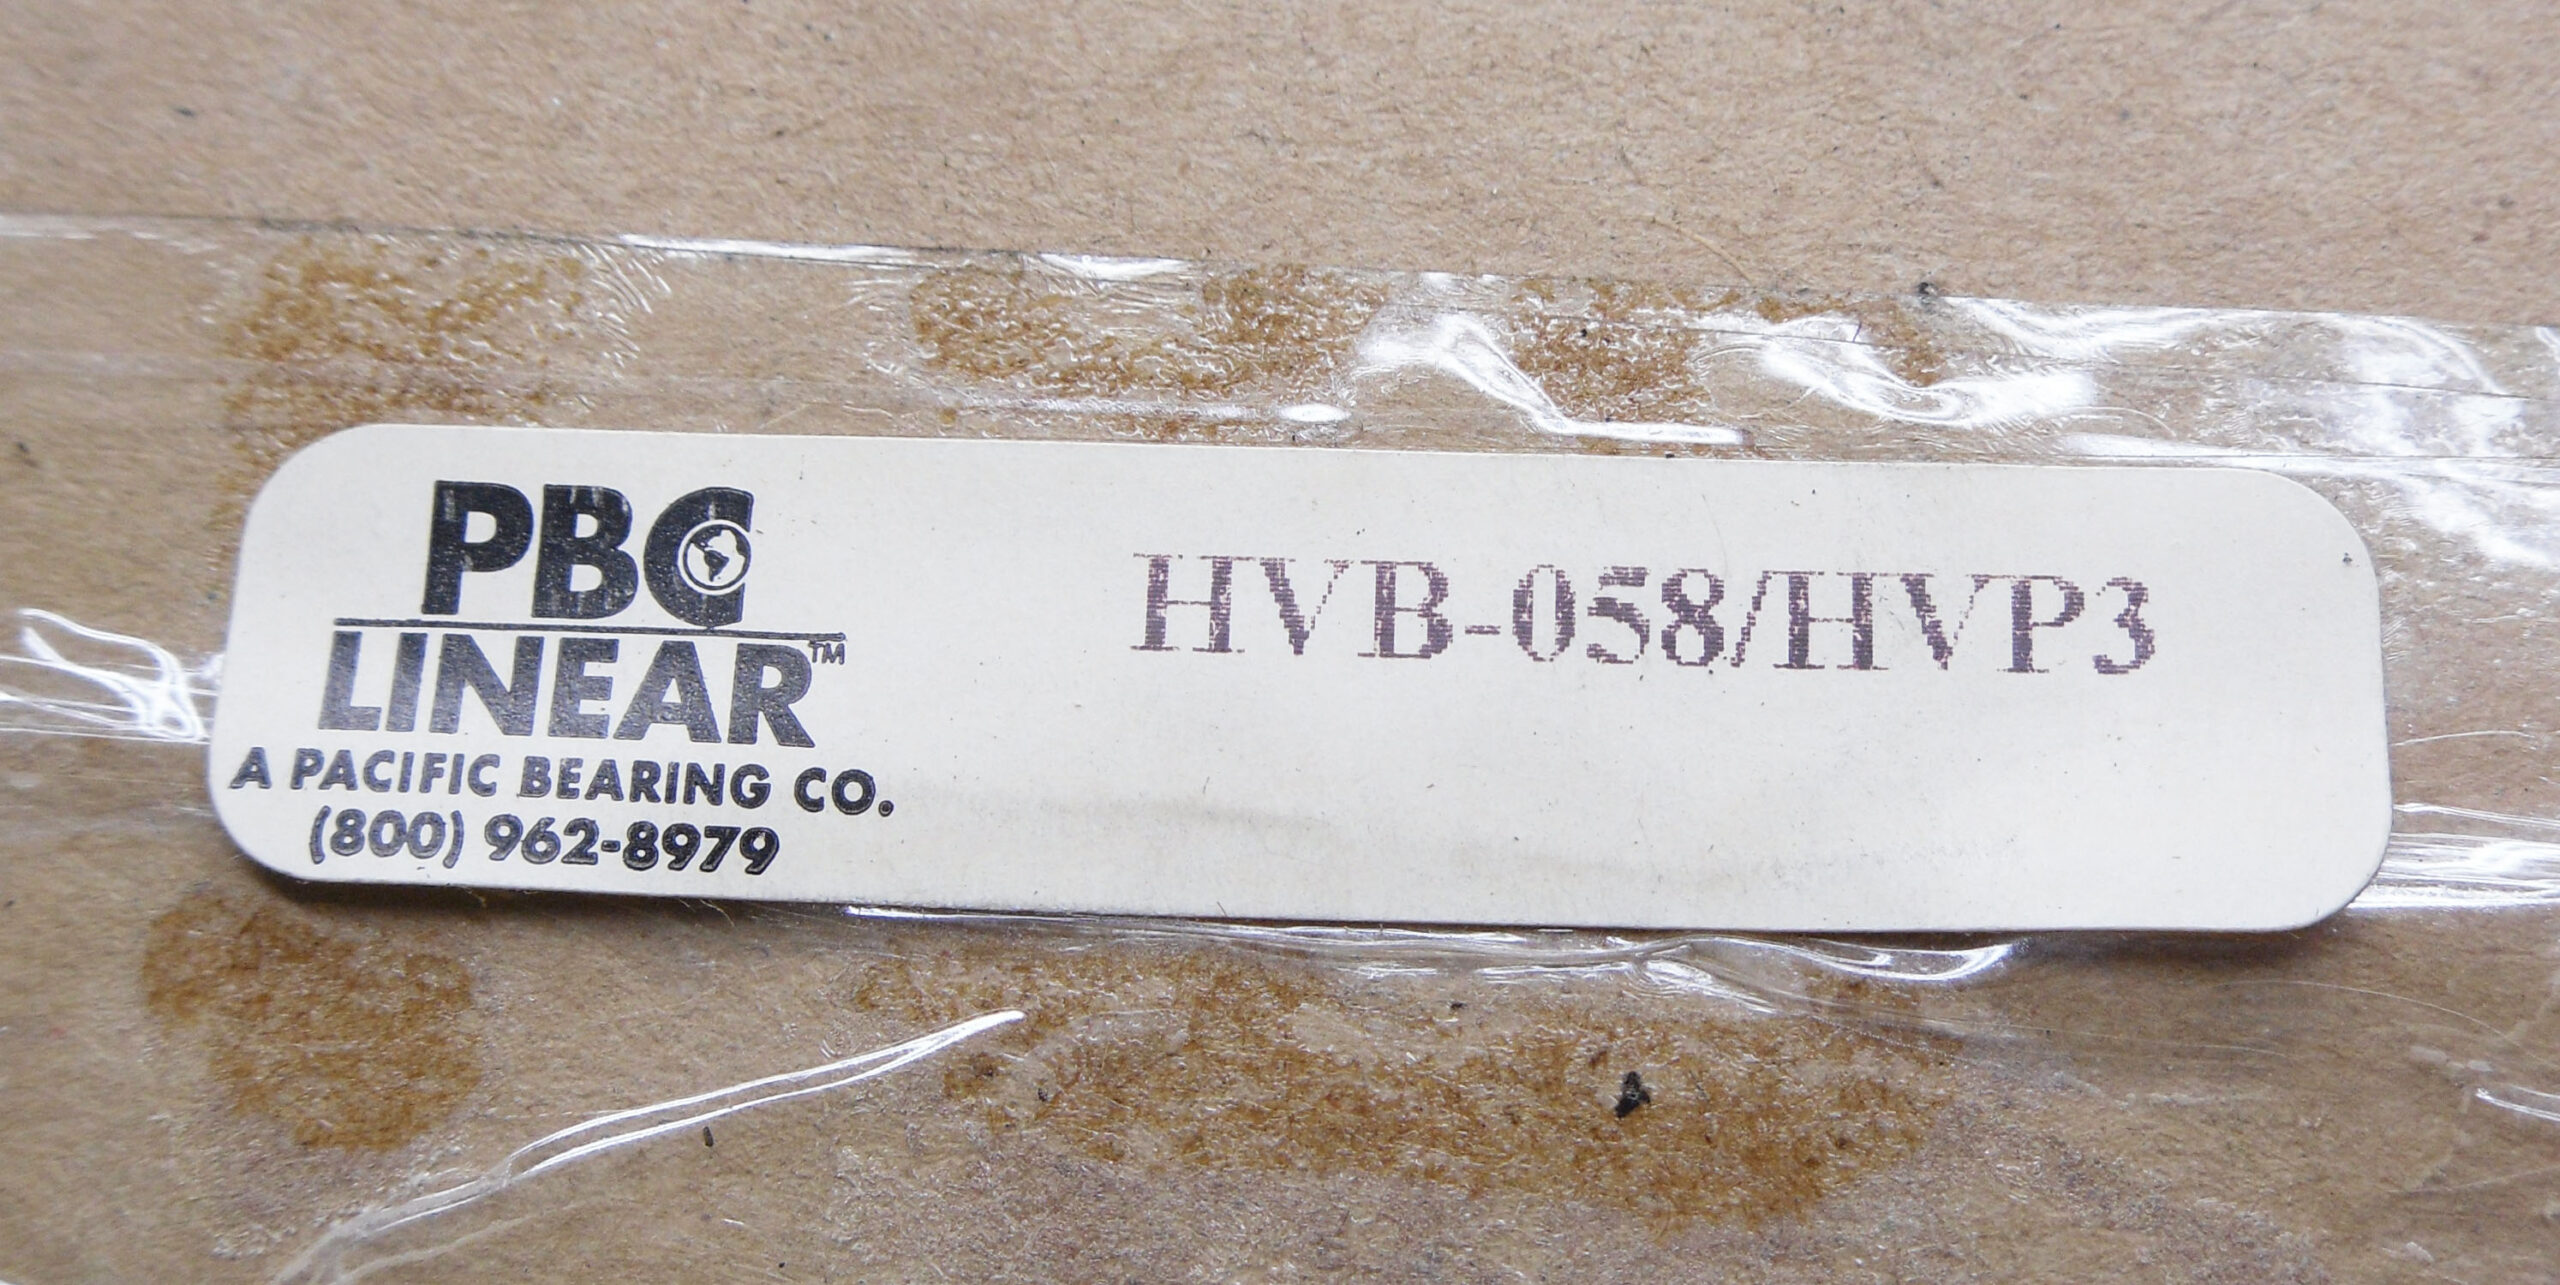 PBC
LINEAR™
A PACIFIC BEARING CO.
(800) 962-8979
HVB-058/HVP3